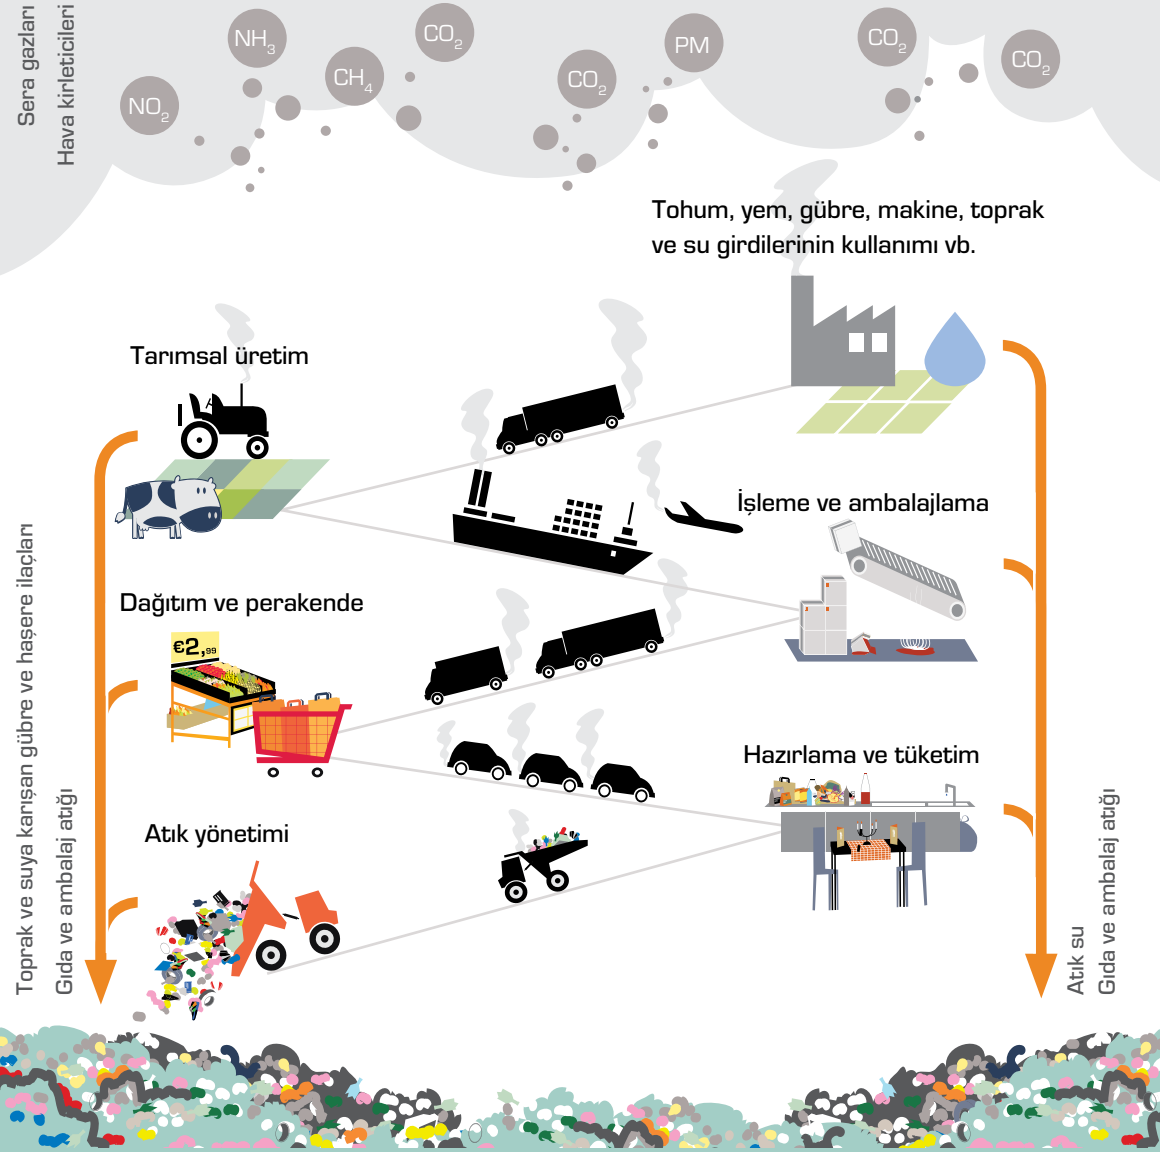 Sera gazları
Hava kirleticileri
NO2
NH3
CH4
CO2
CO2
PM
CO2
CO2
Tohum, yem, gübre, makine, toprak
ve su girdilerinin kullanımı vb.
Tarımsal üretim
İşleme ve ambalajlama
Dağıtım ve perakende
€2,99
Hazırlama ve tüketim
Atık yönetimi
Toprak ve suya karışan gübre ve haşere ilaçları
Gıda ve ambalaj atığı
Atık su
Gıda ve ambalaj atığı